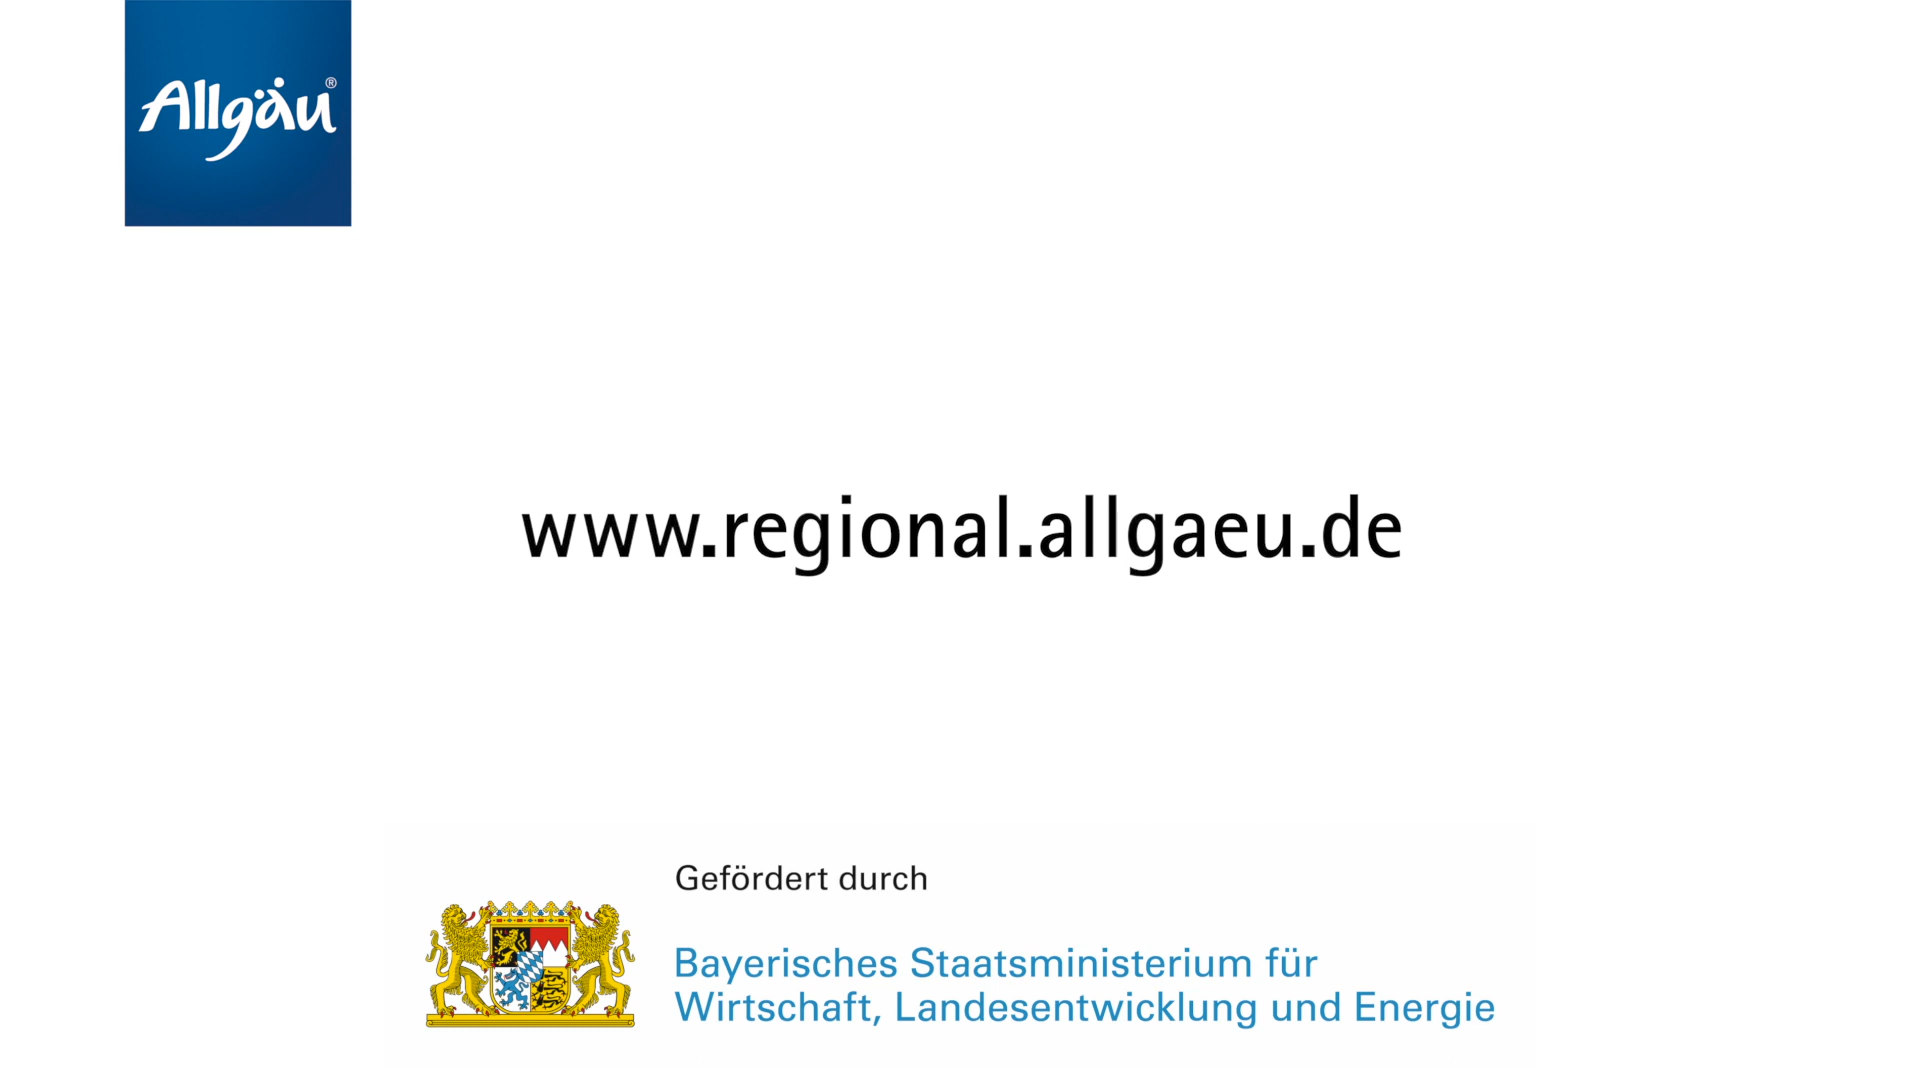 Allgäu®
www.regional.allgaeu.de
Gefördert durch
Bayerisches Staatsministerium für
Wirtschaft, Landesentwicklung und Energie